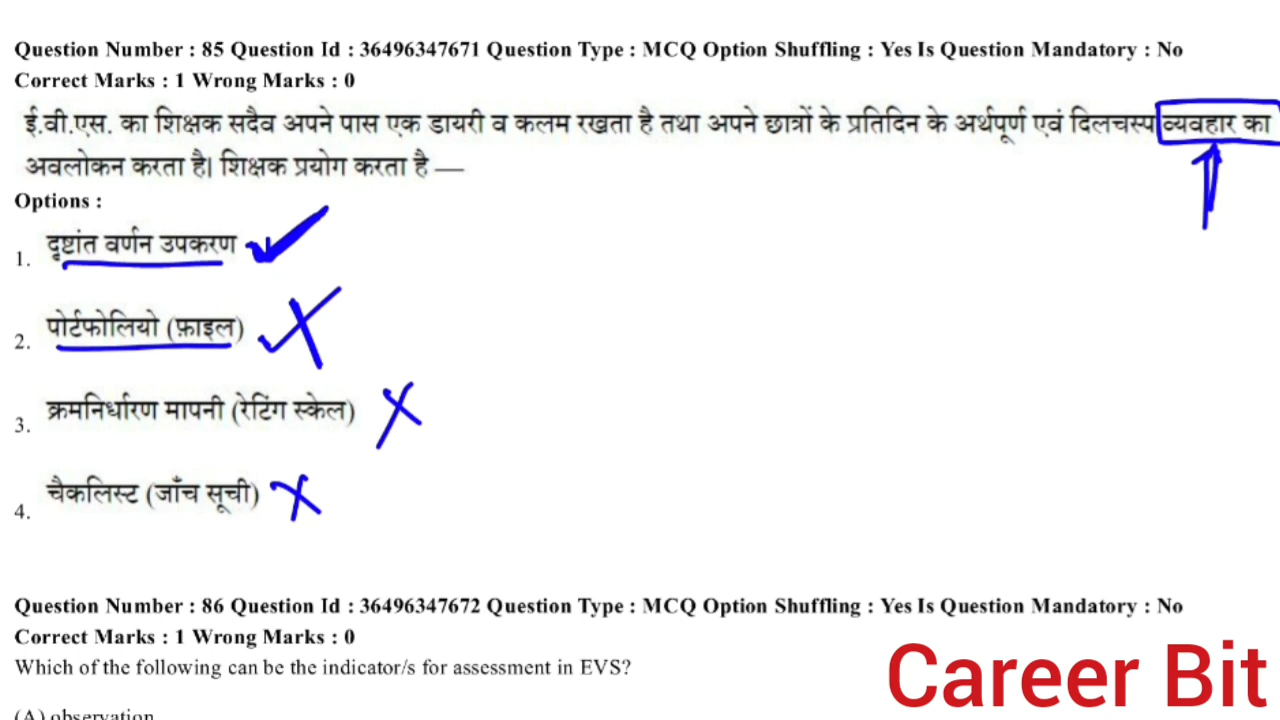 Question Number : 85 Question Id : 36496347671 Question Type : MCQ Option Shuffling : Yes Is Question Mandatory : No
Correct Marks : 1 Wrong Marks : 0
ई.वी.एस. का शिक्षक सदैव अपने पास एक डायरी व कलम रखता है तथा अपने छात्रों के प्रतिदिन के अर्थपूर्ण एवं दिलचस्प व्यवहार का
अवलोकन करता है। शिक्षक प्रयोग करता है —
Options :
1. दृष्टांत वर्णन उपकरण
2. पोर्टफोलियो (फ़ाइल)
3. क्रमनिर्धारण मापनी (रेटिंग स्केल)
4. चैकलिस्ट (जाँच सूची)
Question Number : 86 Question Id : 36496347672 Question Type : MCQ Option Shuffling : Yes Is Question Mandatory : No
Correct Marks : 1 Wrong Marks : 0
Which of the following can be the indicator/s for assessment in EVS?
(A) observation
Career Bit